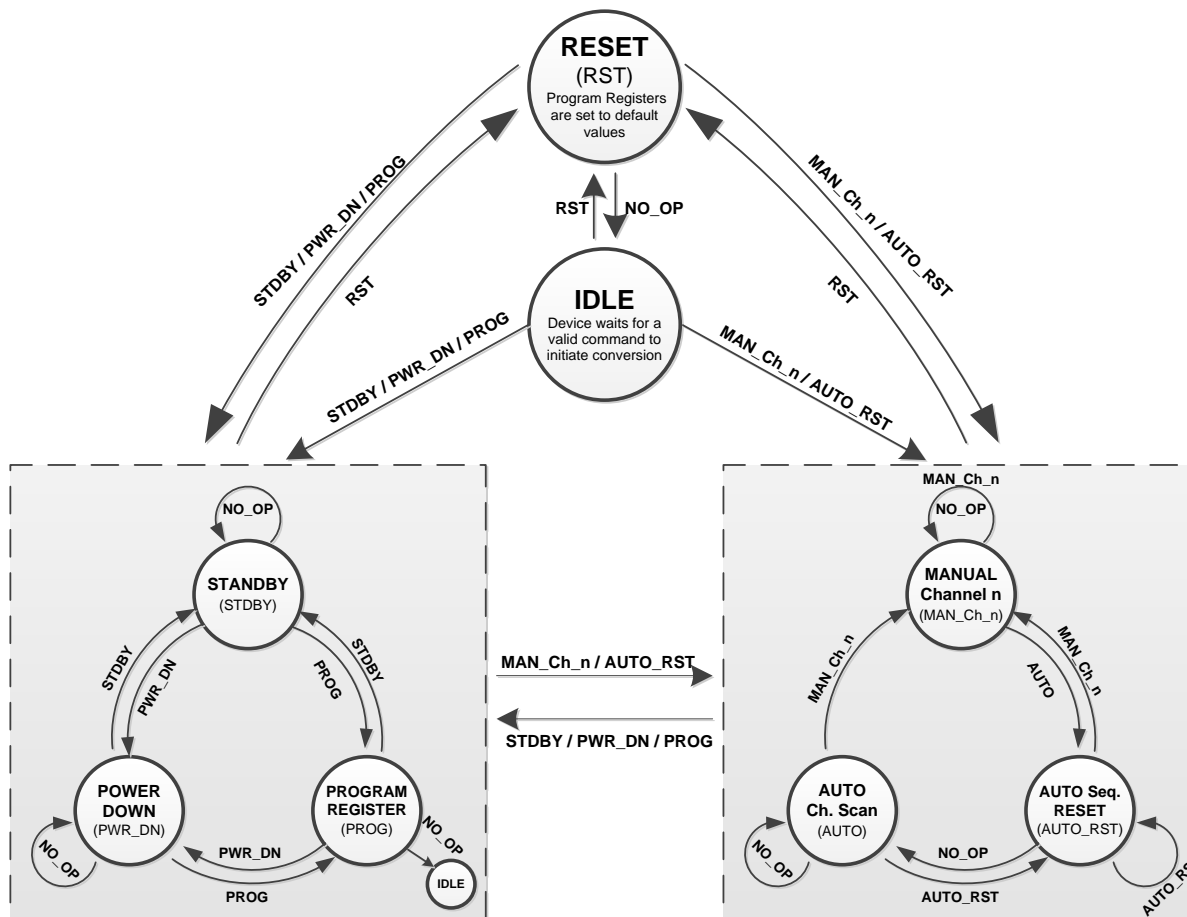 RESET
(RST)
Program Registers
are set to default
values
STDBY / PWR_DN / PROG
RST
MAN_Ch_n / AUTO_RST
RST
RST
NO_OP
IDLE
Device waits for a
valid command to
initiate conversion
STDBY / PWR_DN / PROG
MAN_Ch_n / AUTO_RST
NO_OP
STANDBY
(STDBY)
STDBY
PWR_DN
PROG
STDBY
POWER
DOWN
(PWR_DN)
NO_OP
PROGRAM
REGISTER
(PROG)
PWR_DN
PROG
NO_OP
IDLE
MAN_Ch_n / AUTO_RST
STDBY / PWR_DN / PROG
MAN_Ch_n
NO_OP
MANUAL
Channel n
(MAN_Ch_n)
MAN_Ch_n
AUTO
MAN_Ch_n
AUTO
Ch. Scan
(AUTO)
NO_OP
AUTO Seq.
RESET
(AUTO_RST)
NO_OP
AUTO_RST
AUTO_RS